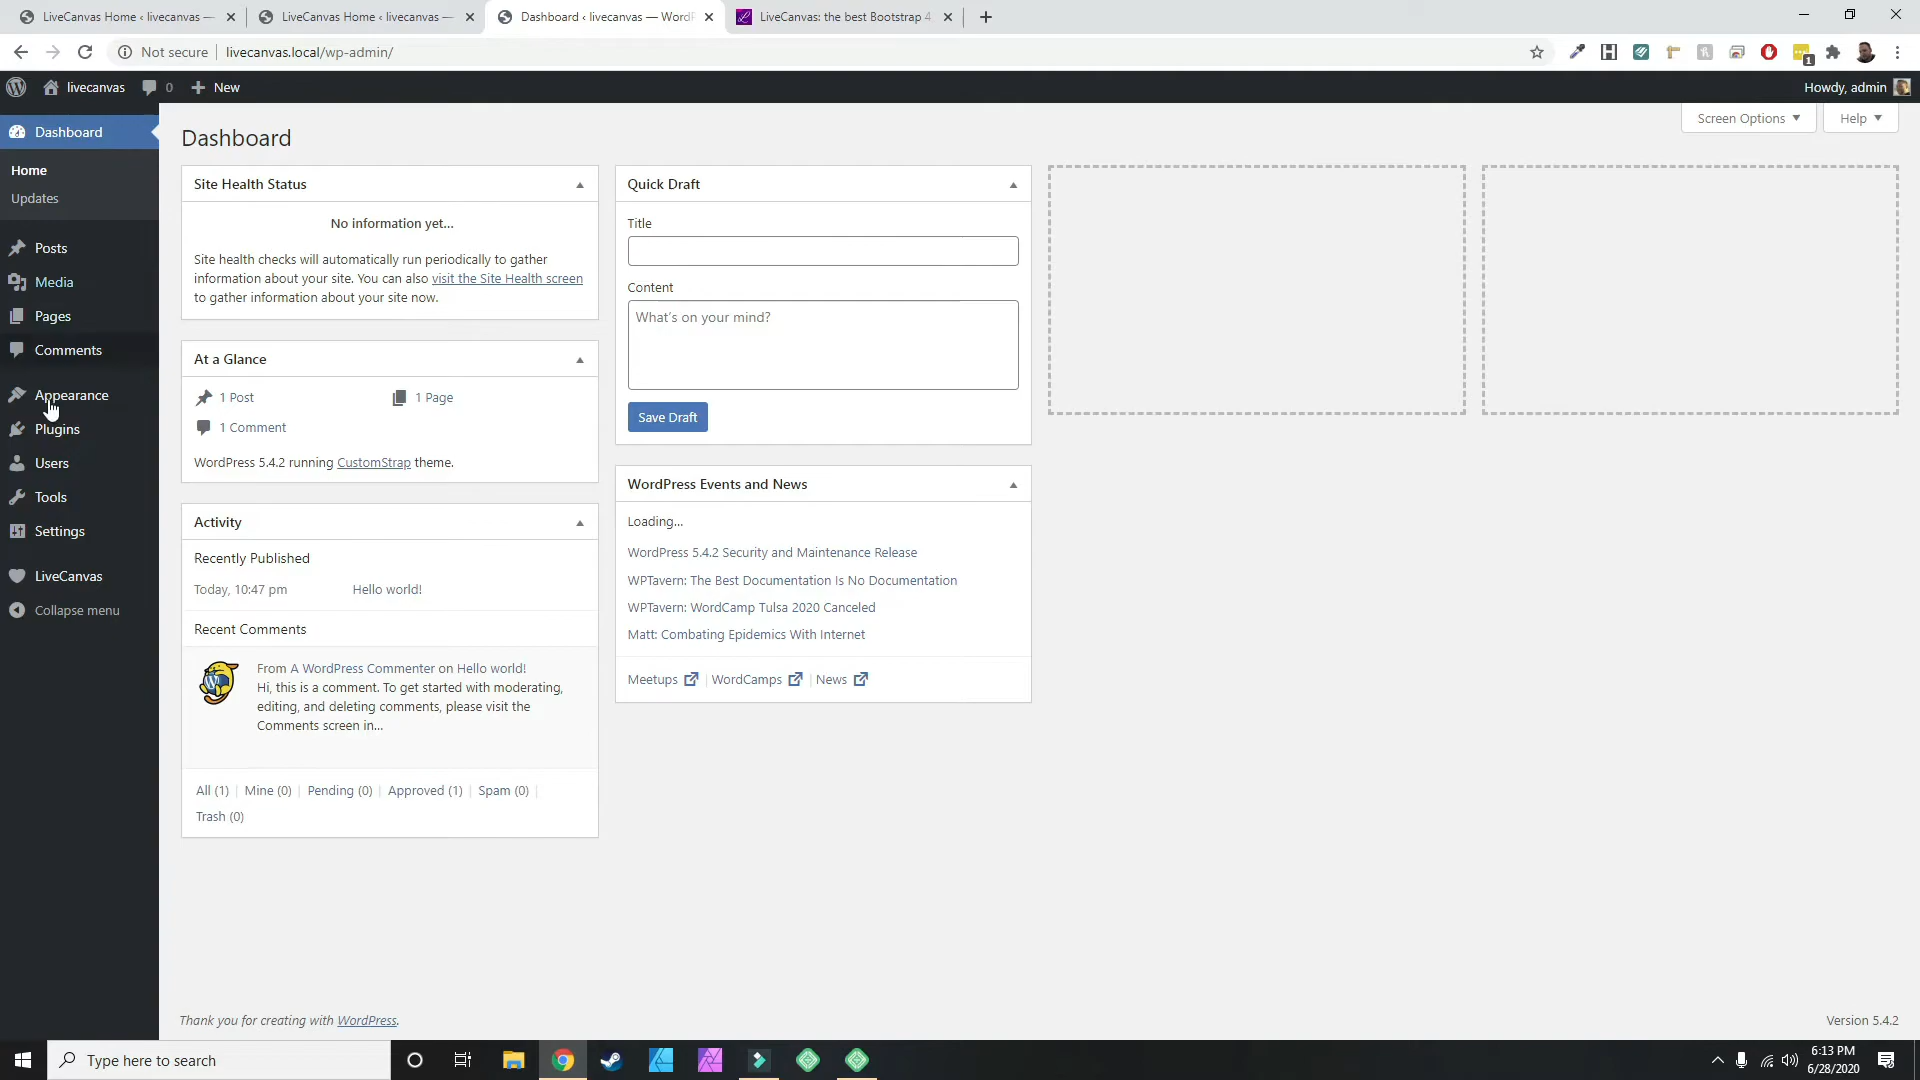 LiveCanvas Home ‹ livecanvas —
LiveCanvas Home ‹ livecanvas —
Dashboard ‹ livecanvas — WordP
LiveCanvas: the best Bootstrap 4
Not secure
livecanvas.local/wp-admin/
1
livecanvas
0
New
Howdy, admin
Dashboard
Home
Updates
Posts
Media
Pages
Comments
Appearance
Plugins
Users
Tools
Settings
LiveCanvas
Collapse menu
Dashboard
Screen Options
Help
Site Health Status
No information yet...
Site health checks will automatically run periodically to gather
information about your site. You can also visit the Site Health screen
to gather information about your site now.
At a Glance
1 Post
1 Page
1 Comment
WordPress 5.4.2 running CustomStrap theme.
Activity
Recently Published
Today, 10:47 pm
Hello world!
Recent Comments
From A WordPress Commenter on Hello world!
Hi, this is a comment. To get started with moderating,
editing, and deleting comments, please visit the
Comments screen in...
All (1) | Mine (0) | Pending (0) | Approved (1) | Spam (0) |
Trash (0)
Quick Draft
Title
Content
What's on your mind?
Save Draft
WordPress Events and News
Loading...
WordPress 5.4.2 Security and Maintenance Release
WPTavern: The Best Documentation Is No Documentation
WPTavern: WordCamp Tulsa 2020 Canceled
Matt: Combating Epidemics With Internet
Meetups | WordCamps | News
Thank you for creating with WordPress.
Version 5.4.2
Type here to search
6:13 PM
6/28/2020